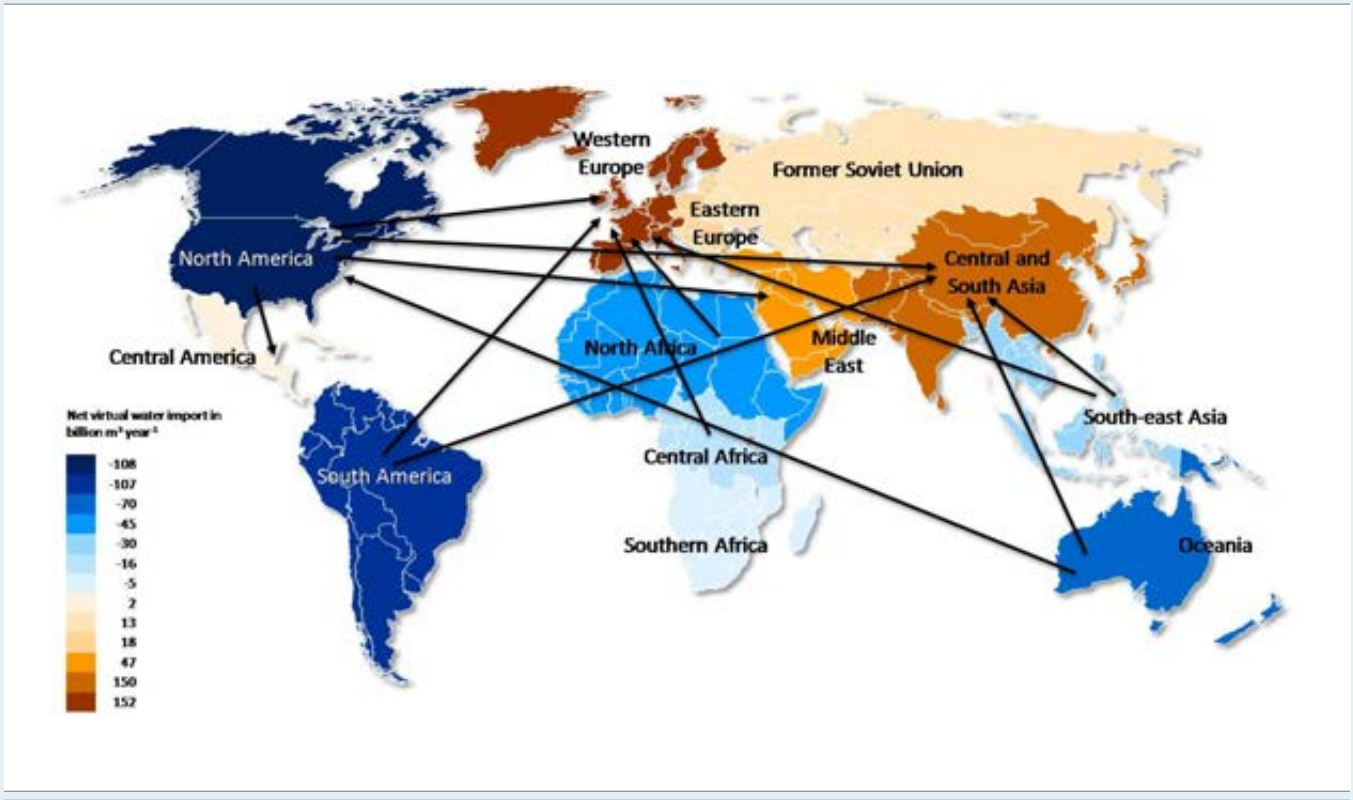 Western
Europe
Former Soviet Union
Eastern
Europe
North America
Central and
South Asia
Middle
East
North Africa
Central America
South-east Asia
Net virtual water import in
billion m³ year⁻¹
Central Africa
South America
Southern Africa
Oceania
-108
-107
-70
-45
-30
-16
-5
2
13
18
47
150
152